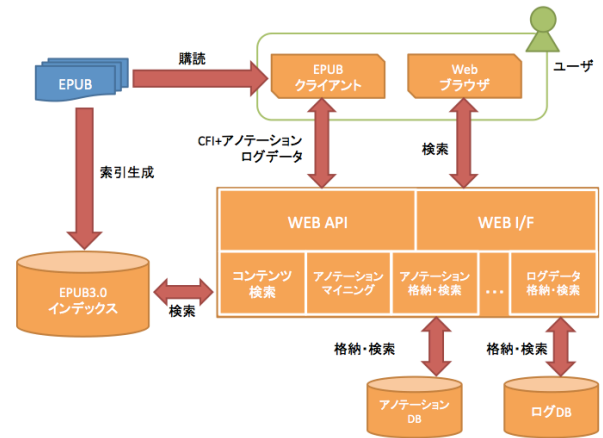 EPUB
購読
EPUB
クライアント
Web
ブラウザ
ユーザ
CFI+アノテーション
ログデータ
検索
索引生成
WEB API
WEB I/F
コンテンツ
検索
アノテーション
マイニング
アノテーション
格納・検索
...
ログデータ
格納・検索
EPUB3.0
インデックス
検索
格納・検索
格納・検索
アノテーション
DB
ログDB